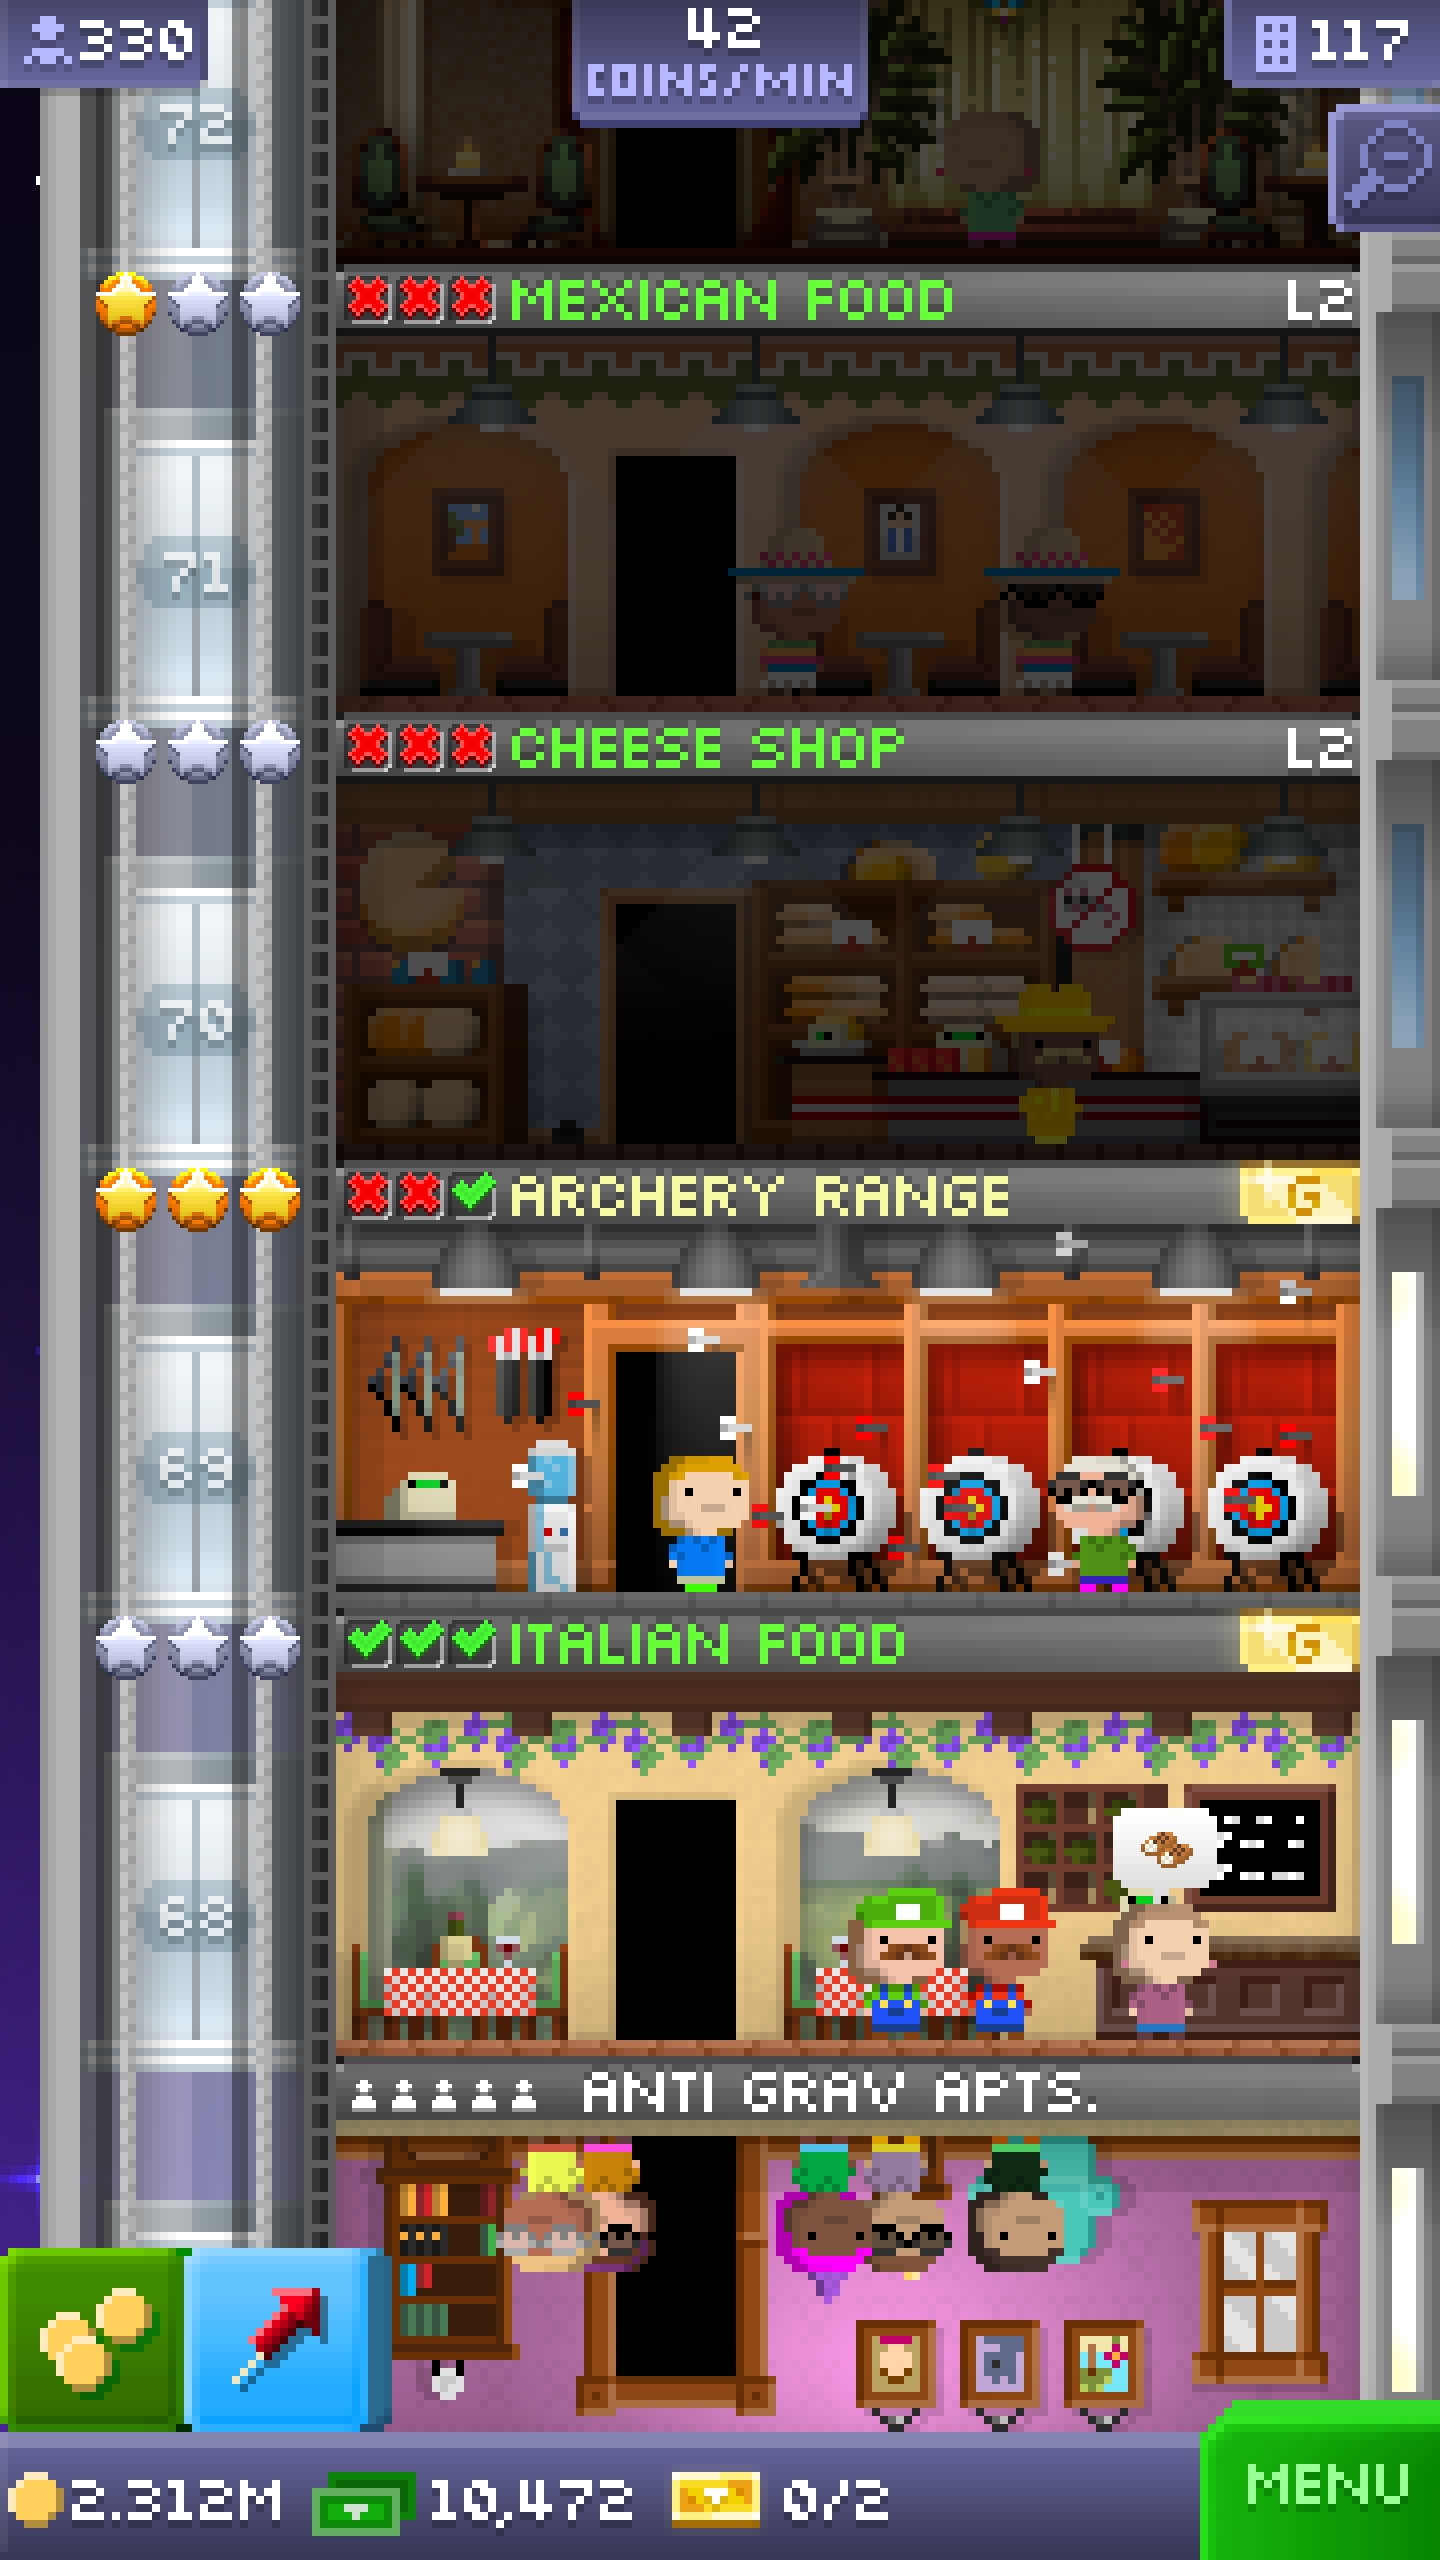 330
42
COINS/MIN
117
72
MEXICAN FOOD L2
71
CHEESE SHOP L2
70
ARCHERY RANGE G
69
ITALIAN FOOD G
68
ANTI GRAV APTS.
2.312M 10,472 0/2 MENU